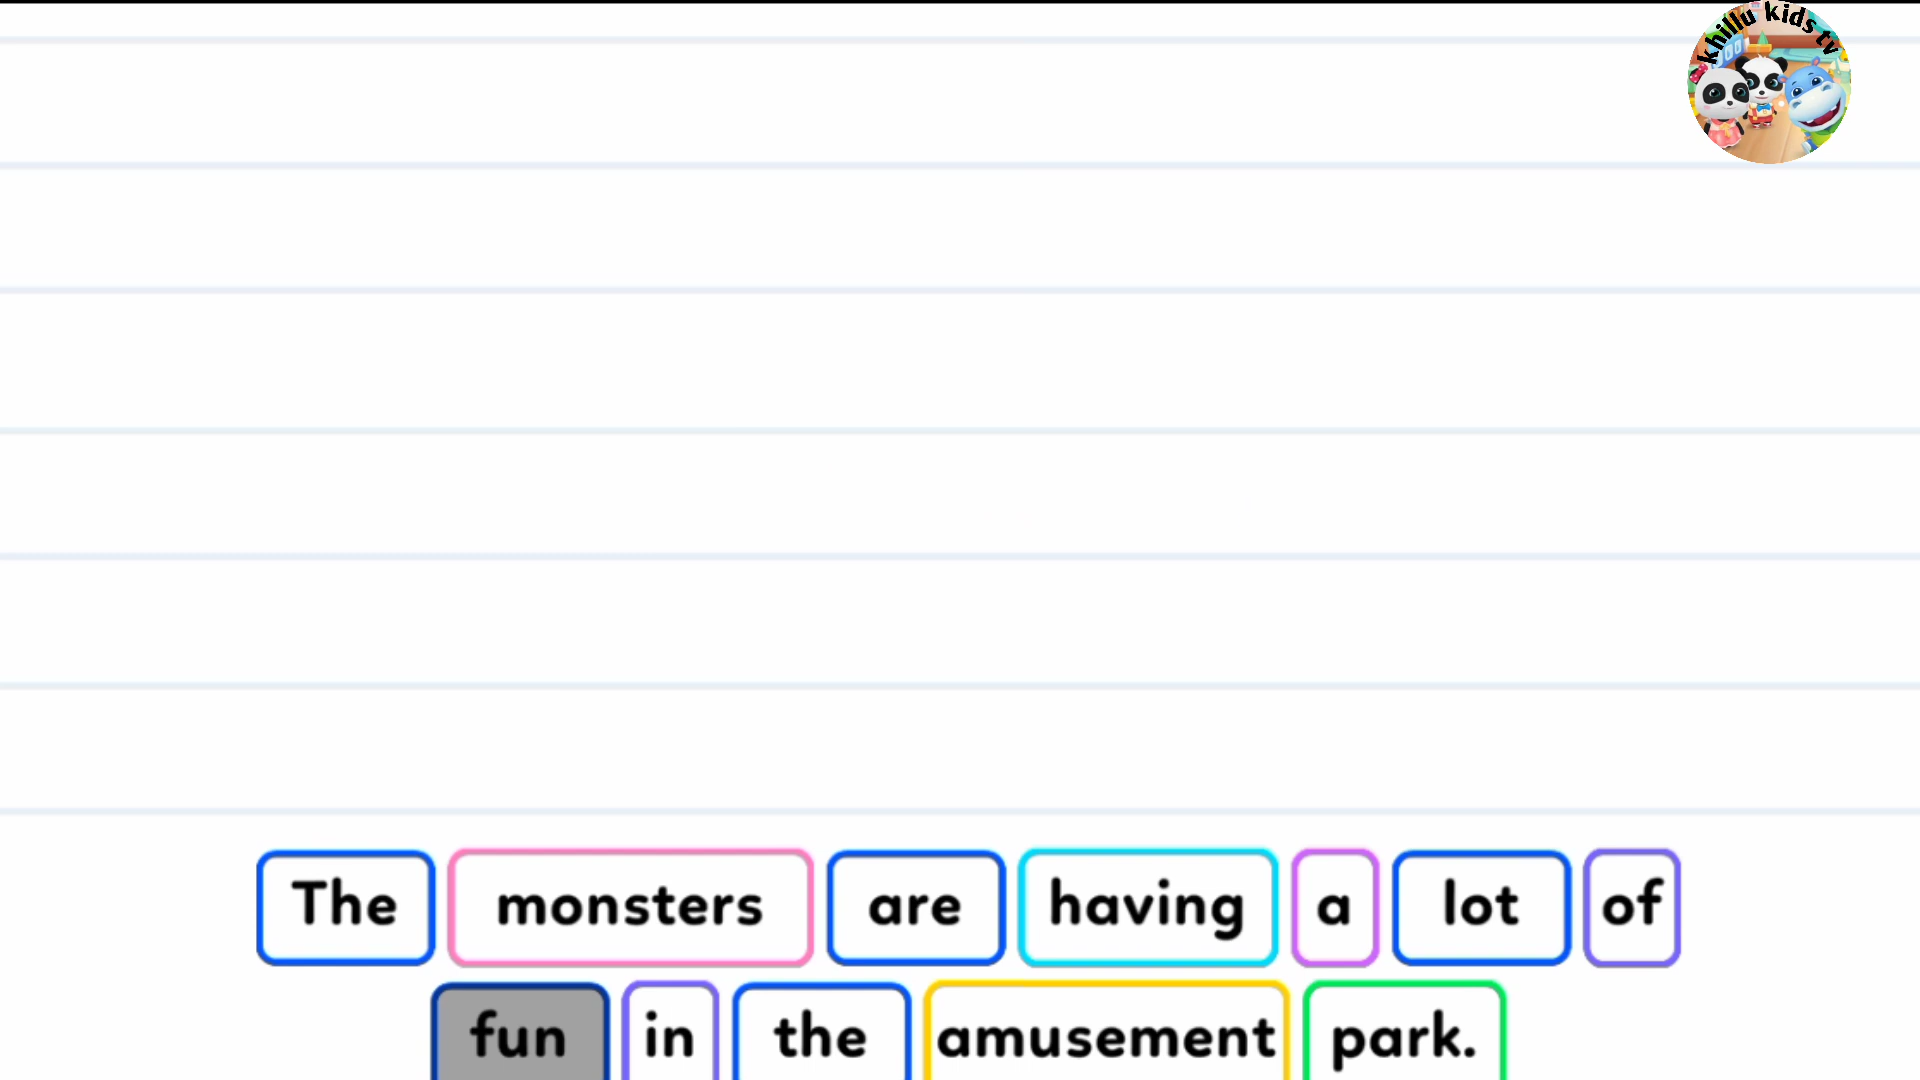 khillu kids tv
The monsters are having a lot of
fun in the amusement park.